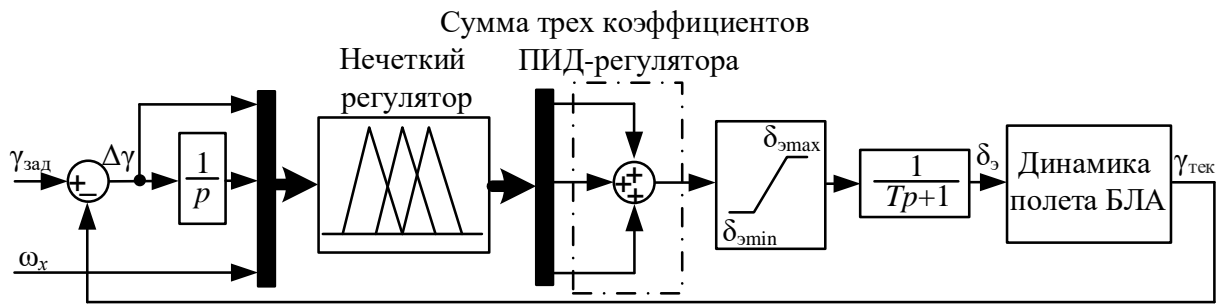 Сумма трех коэффициентов
ПИД-регулятора
Нечеткий
регулятор
γзад
Δγ
1
p
ωx
δэmax
δэmin
1
Tp+1
δэ
Динамика
полета БЛА
γтек